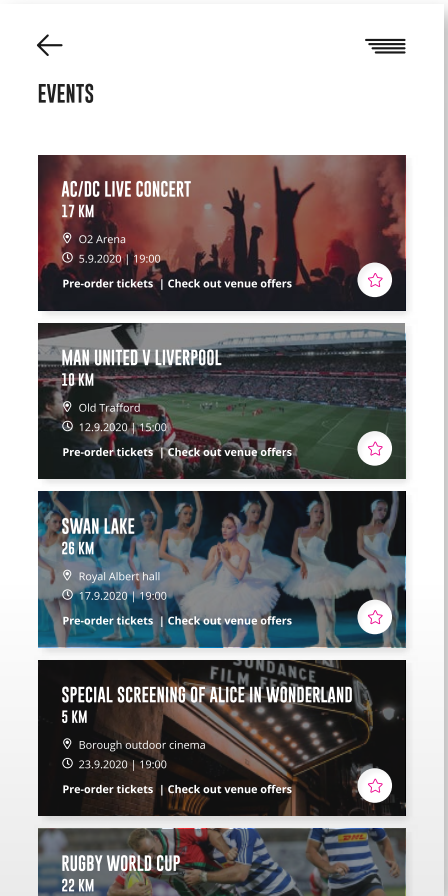 EVENTS
AC/DC LIVE CONCERT
17 KM
O2 Arena
5.9.2020 | 19:00
Pre-order tickets | Check out venue offers
MAN UNITED V LIVERPOOL
10 KM
Old Trafford
12.9.2020 | 15:00
Pre-order tickets | Check out venue offers
SWAN LAKE
26 KM
Royal Albert hall
17.9.2020 | 19:00
Pre-order tickets | Check out venue offers
SUNDANCE
FILM FEST
SPECIAL SCREENING OF ALICE IN WONDERLAND
5 KM
Borough outdoor cinema
23.9.2020 | 19:00
Pre-order tickets | Check out venue offers
DHL
RUGBY WORLD CUP
22 KM